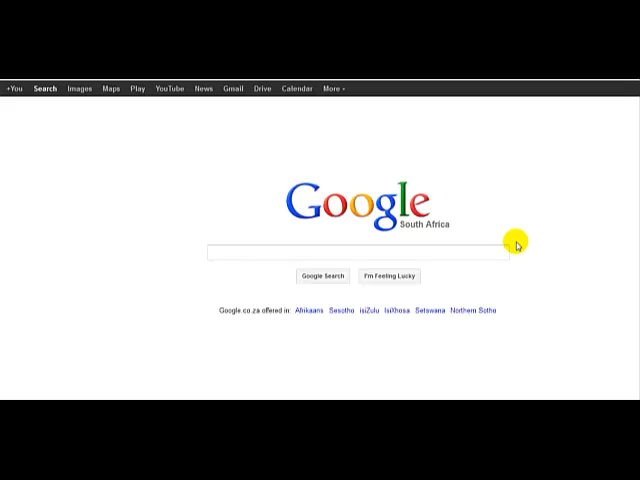 +You Search Images Maps Play YouTube News Gmail Drive Calendar More
Google
South Africa
Google Search I'm Feeling Lucky
Google.co.za offered in: Afrikaans Sesotho isiZulu IsiXhosa Setswana Northern Sotho